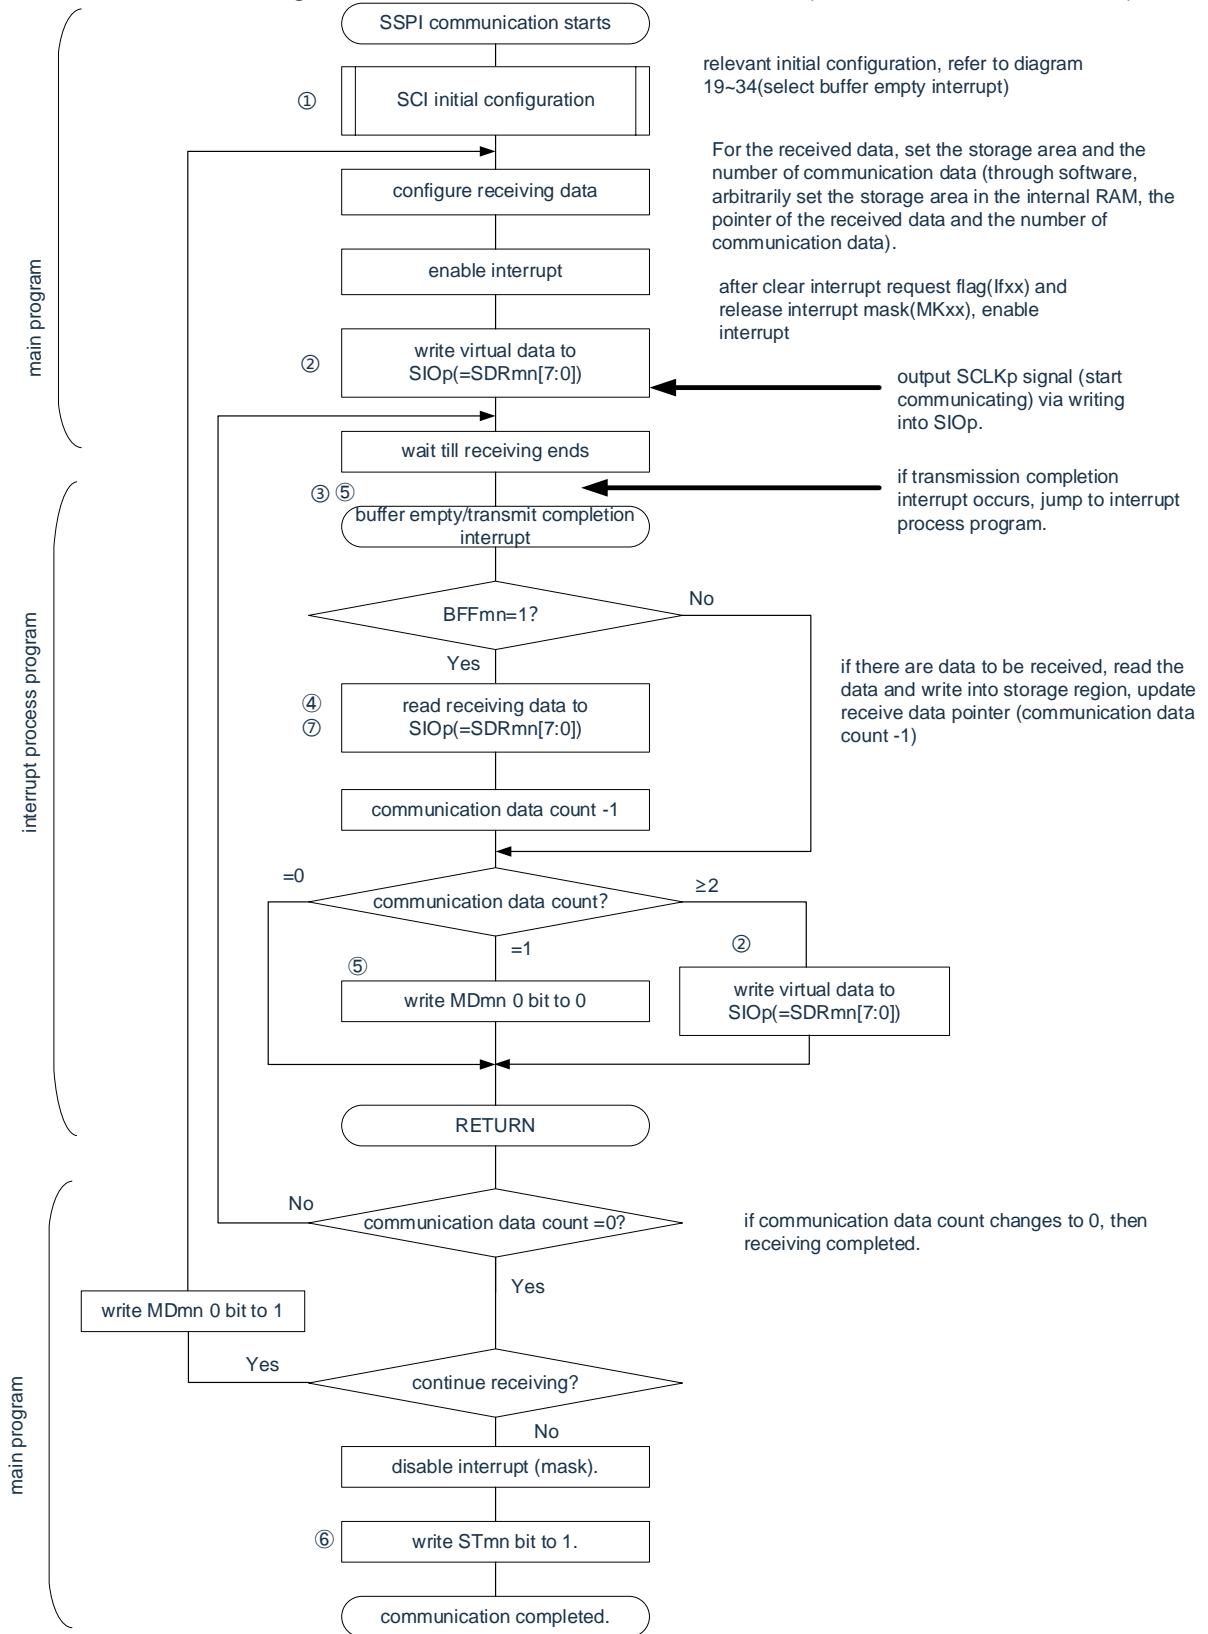 SSPI communication starts
relevant initial configuration, refer to diagram
19~34(select buffer empty interrupt)
①
SCI initial configuration
For the received data, set the storage area and the
number of communication data (through software,
arbitrarily set the storage area in the internal RAM, the
pointer of the received data and the number of
communication data).
configure receiving data
main program
enable interrupt
after clear interrupt request flag(Ifxx) and
release interrupt mask(MKxx), enable
interrupt
②
write virtual data to
SIOp(=SDRmn[7:0])
output SCLKp signal (start
communicating) via writing
into SIOp.
wait till receiving ends
if transmission completion
interrupt occurs, jump to interrupt
process program.
③ ⑤
buffer empty/transmit completion
interrupt
interrupt process program
BFFmn=1?
No
Yes
if there are data to be received, read the
data and write into storage region, update
receive data pointer (communication data
count -1)
④
⑦
read receiving data to
SIOp(=SDRmn[7:0])
communication data count -1
=0
communication data count?
≥2
=1
⑤
write MDmn 0 bit to 0
②
write virtual data to
SIOp(=SDRmn[7:0])
RETURN
No
communication data count =0?
if communication data count changes to 0, then
receiving completed.
Yes
write MDmn 0 bit to 1
Yes
continue receiving?
No
main program
disable interrupt (mask).
⑥
write STmn bit to 1.
communication completed.